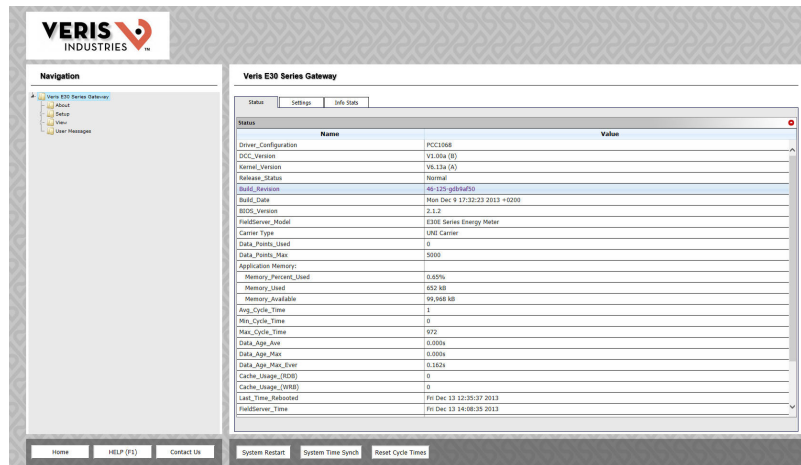 VERIS
INDUSTRIES ™
Navigation
Veris E30 Series Gateway
About
Setup
View
User Messages
Veris E30 Series Gateway
Status Settings Info Stats
Status
Name Value
Driver_Configuration PCC1068
DCC_Version V1.00a (B)
Kernel_Version V6.13a (A)
Release_Status Normal
Build_Revision 46-125-gdb9af50
Build_Date Mon Dec 9 17:32:23 2013 +0200
BIOS_Version 2.1.2
FieldServer_Model E30E Series Energy Meter
Carrier Type UNI Carrier
Data_Points_Used 0
Data_Points_Max 5000
Application Memory:
Memory_Percent_Used 0.65%
Memory_Used 652 kB
Memory_Available 99,968 kB
Avg_Cycle_Time 1
Min_Cycle_Time 0
Max_Cycle_Time 972
Data_Age_Ave 0.000s
Data_Age_Max 0.000s
Data_Age_Max_Ever 0.162s
Cache_Usage_(RDB) 0
Cache_Usage_(WRB) 0
Last_Time_Rebooted Fri Dec 13 12:35:37 2013
FieldServer_Time Fri Dec 13 14:08:35 2013
Home HELP (F1) Contact Us System Restart System Time Synch Reset Cycle Times